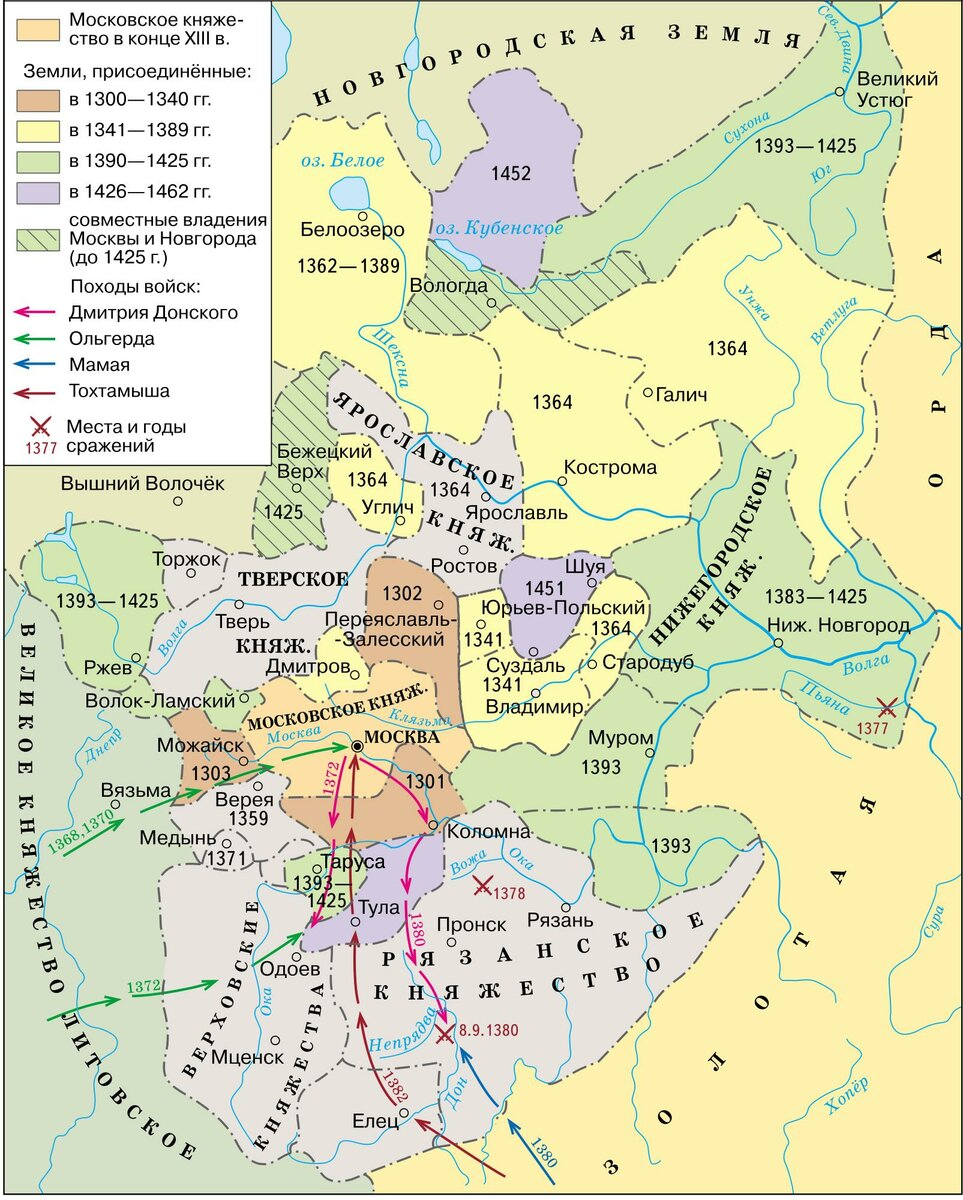 Московское княже-
ство в конце XIII в.
Земли, присоединённые:
в 1300—1340 гг.
в 1341—1389 гг.
в 1390—1425 гг.
в 1426—1462 гг.
совместные владения
Москвы и Новгорода
(до 1425 г.)
Походы войск:
Дмитрия Донского
Ольгерда
Мамая
Тохтамыша
Места и годы
сражений
1377
НОВГОРОДСКАЯ ЗЕМЛЯ
Сев. Двина
Великий
Устюг
Сухона
1393—1425
Юг
1452
оз. Белое
Белоозеро
оз. Кубенское
1362—1389
Вологда
Шексна
Унжа
Ветлуга
1364
Галич
1364
ЯРОСЛАВСКОЕ
КНЯЖ.
1364
Ярославль
Кострома
Бежецкий
Верх
1425
1364
Углич
Вышний Волочёк
Ростов
Торжок
ТВЕРСКОЕ
КНЯЖ.
1393—1425
Тверь
Волга
Ржев
1302
Переяславль-
Залесский
Шуя
1451
Юрьев-Польский
1341
1364
Суздаль
1341
Владимир
Стародуб
НИЖЕГОРОДСКОЕ
КНЯЖ.
1383—1425
Ниж. Новгород
Волга
Пьяна
1377
Дмитров
Волок-Ламский
МОСКОВСКОЕ КНЯЖ.
Клязьма
Москва
МОСКВА
Можайск
1303
Днепр
Вязьма
1368,1370
Верея
1359
Медынь
1371
1372
1301
Коломна
Муром
1393
1393
Таруса
1393—
1425
Вожа
Ока
1378
Тула
1380
Пронск
Рязань
РЯЗАНСКОЕ
КНЯЖЕСТВО
Одоев
1372
Ока
ВЕРХОВСКИЕ
КНЯЖЕСТВА
Мценск
Непрядва
8.9.1380
Дон
1382
Елец
1380
Сура
Хопёр
ВЕЛИКОЕ КНЯЖЕСТВО ЛИТОВСКОЕ
ЗОЛОТАЯ ОРДА